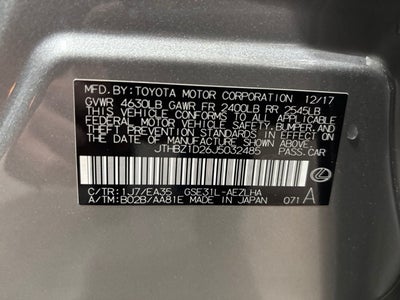 MFD. BY: TOYOTA MOTOR CORPORATION 12/17
GVWR 4630LB GAWR FR 2400LB RR 2545LB
THIS VEHICLE CONFORMS TO ALL APPLICABLE
FEDERAL MOTOR VEHICLE SAFETY, BUMPER, AND
THEFT PREVENTION STANDARDS IN EFFECT ON
THE DATE OF MANUFACTURE SHOWN ABOVE.
JTHBZ1D26J5032485 PASS.CAR
C/TR: 1J7/EA35 GSE31L-AEZLHA
A/TM: B02B/AA81E MADE IN JAPAN 071 A